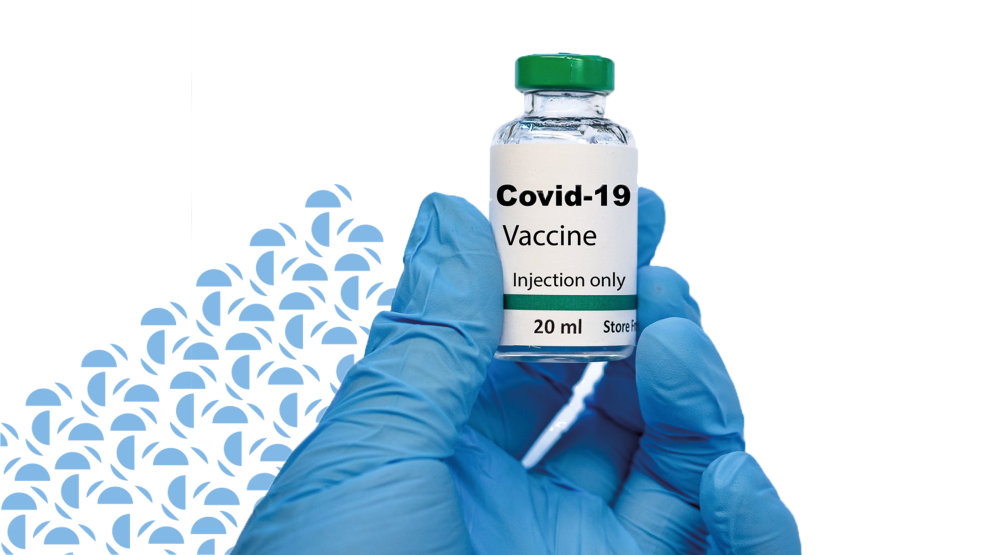 Covid-19
Vaccine
Injection only
20 ml Store